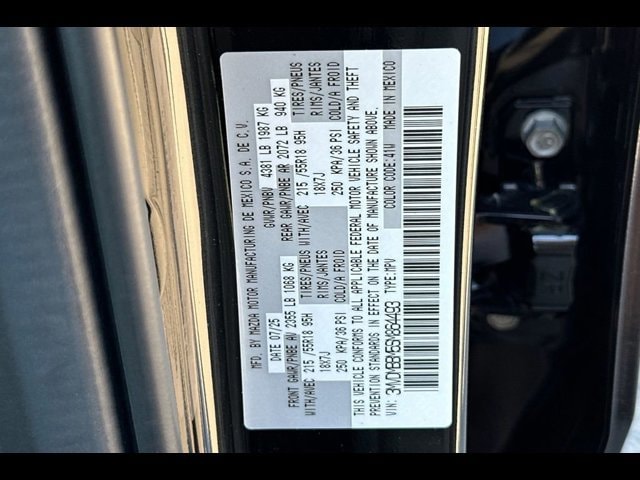 MFD. BY MAZDA MOTOR MANUFACTURING DE MEXICO S.A. DE C.V.
DATE 07/25 GVWR/PNBV 4381 LB 1987 KG
FRONT GAWR/PNBE AV 2355 LB 1068 KG REAR GAWR/PNBE AR 2072 LB 940 KG
WITH/AVEC 215 /55R18 95H TIRES/PNEUS WITH/AVEC 215 /55R18 95H TIRES/PNEUS
18X7J RIMS/JANTES 18X7J RIMS/JANTES
250 KPA/36 PSI COLD/A FROID 250 KPA/36 PSI COLD/A FROID
THIS VEHICLE CONFORMS TO ALL APPLICABLE FEDERAL MOTOR VEHICLE SAFETY AND THEFT
PREVENTION STANDARDS IN EFFECT ON THE DATE OF MANUFACTURE SHOWN ABOVE.
VIN: TYPE:MPV COLOR CODE:41W MADE IN MEXICO